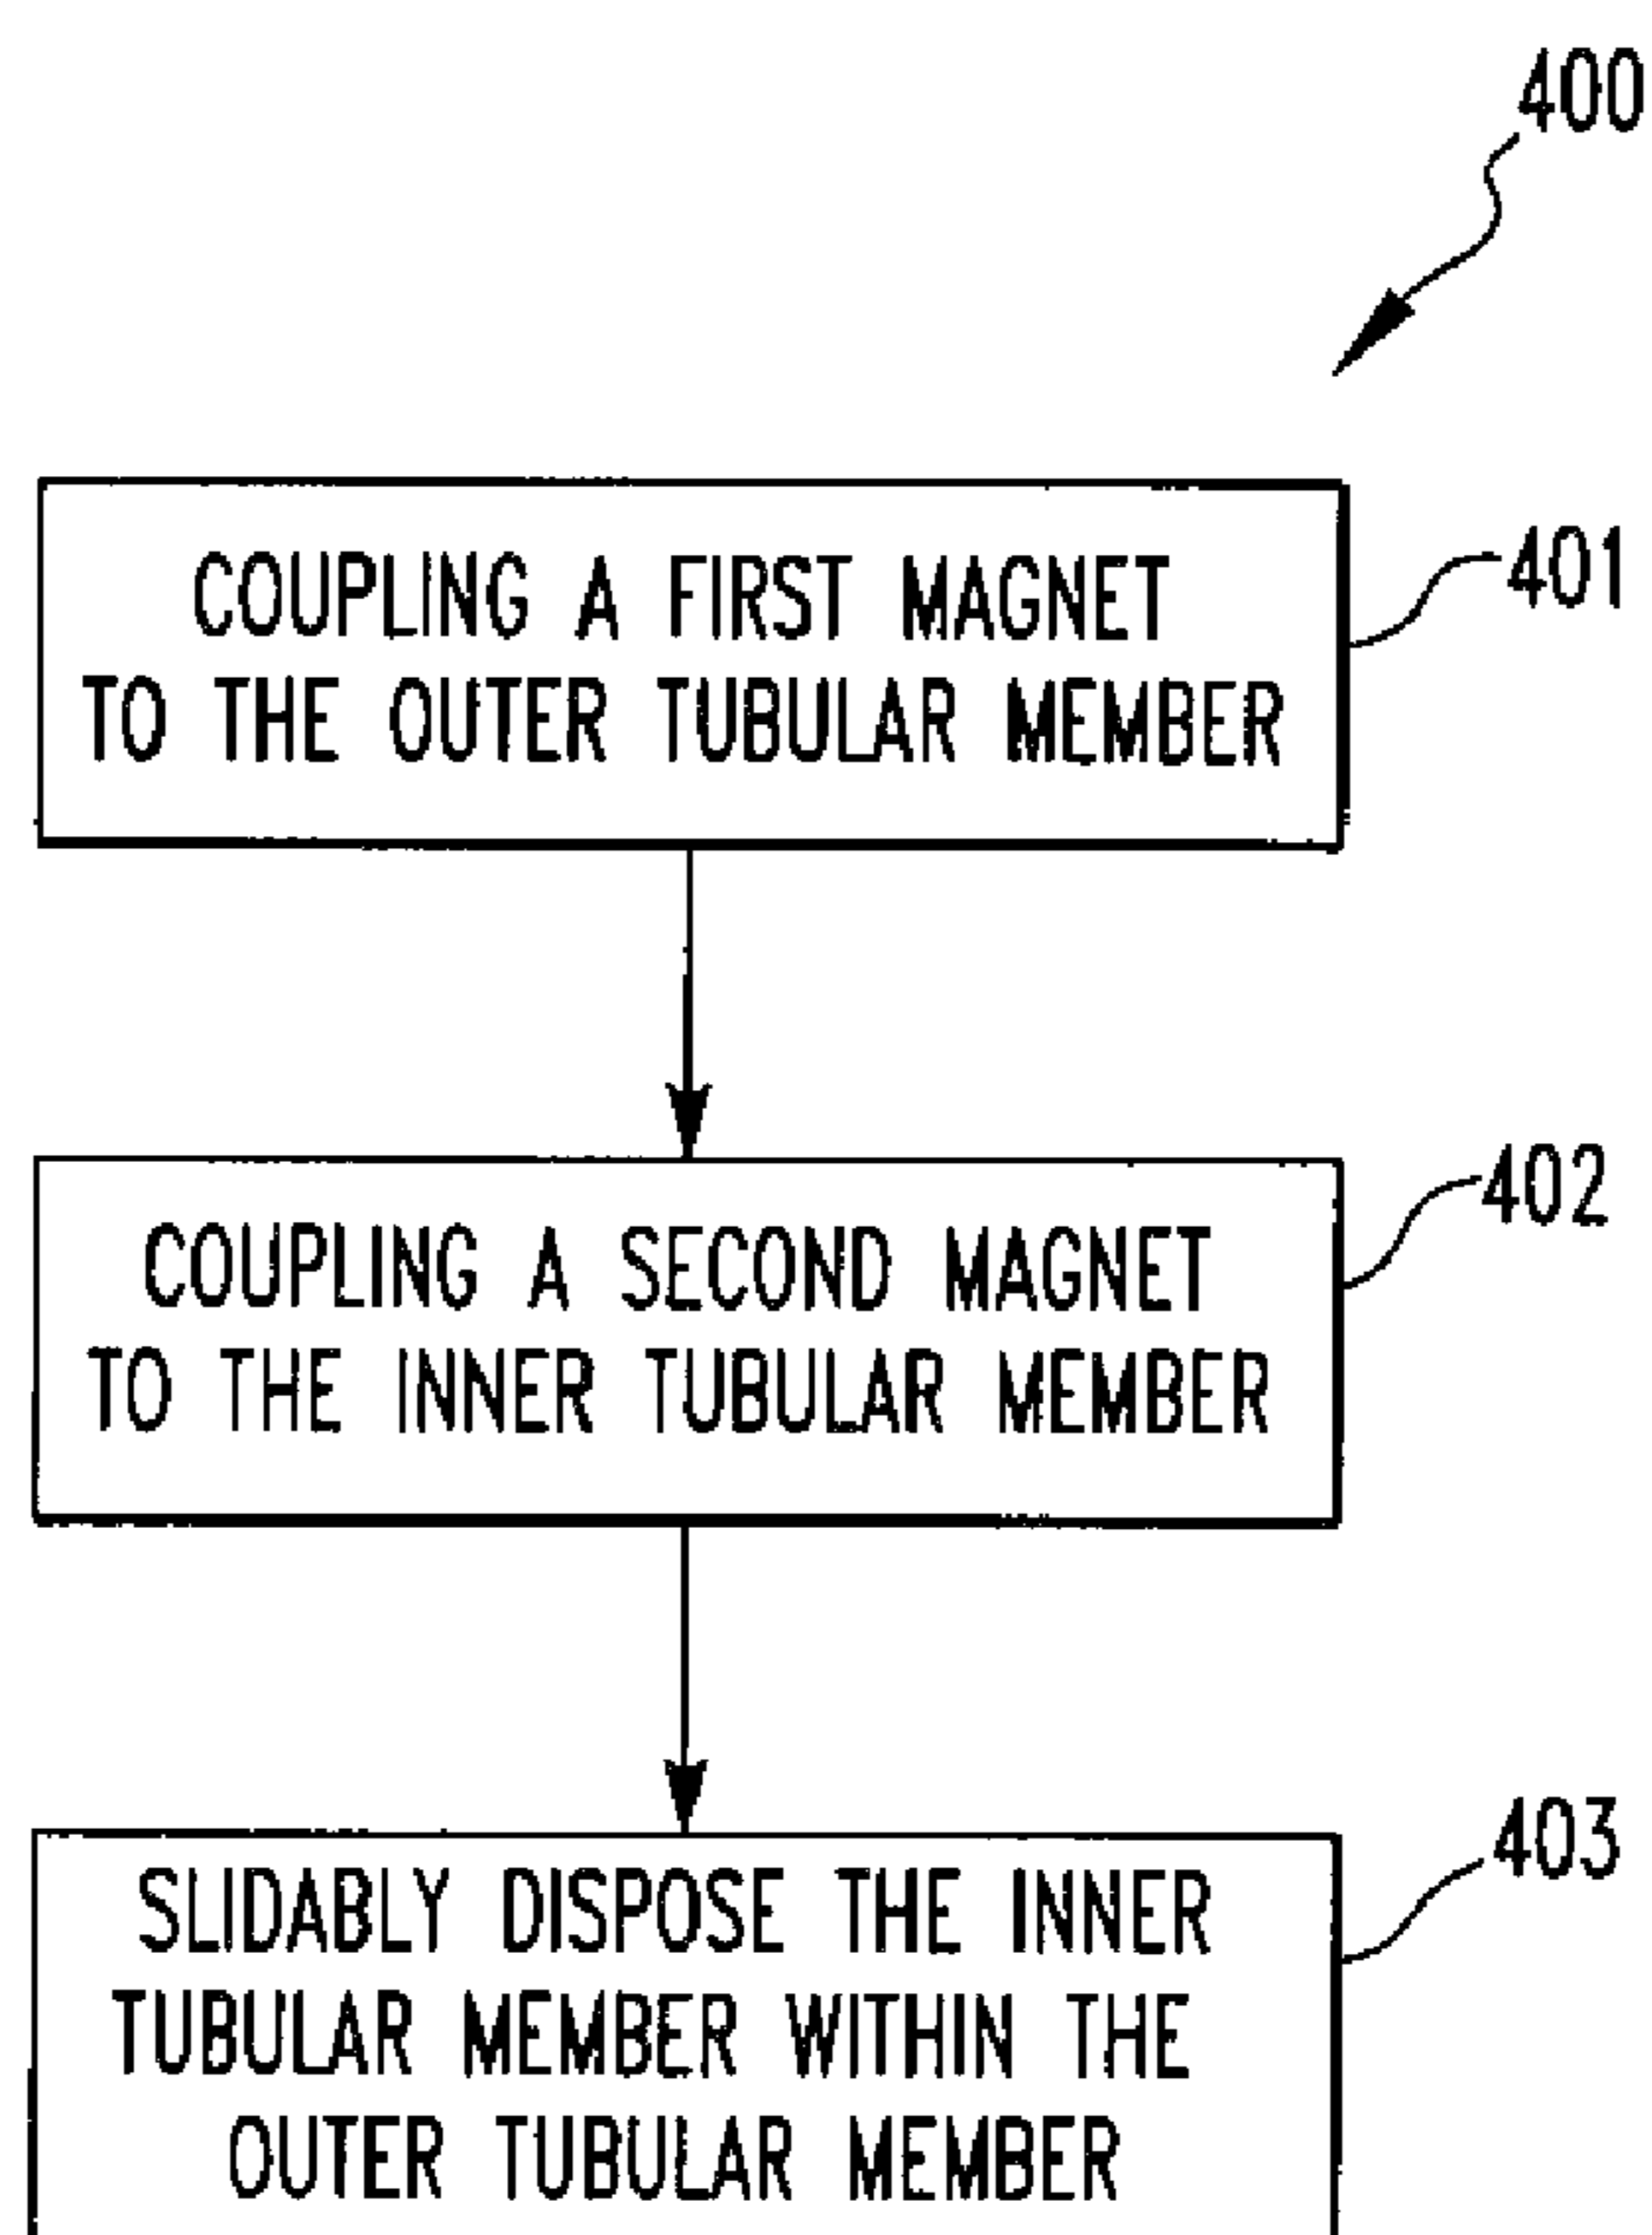 400
COUPLING A FIRST MAGNET
TO THE OUTER TUBULAR MEMBER
401
COUPLING A SECOND MAGNET
TO THE INNER TUBULAR MEMBER
402
SLIDABLY DISPOSE THE INNER
TUBULAR MEMBER WITHIN THE
OUTER TUBULAR MEMBER
403